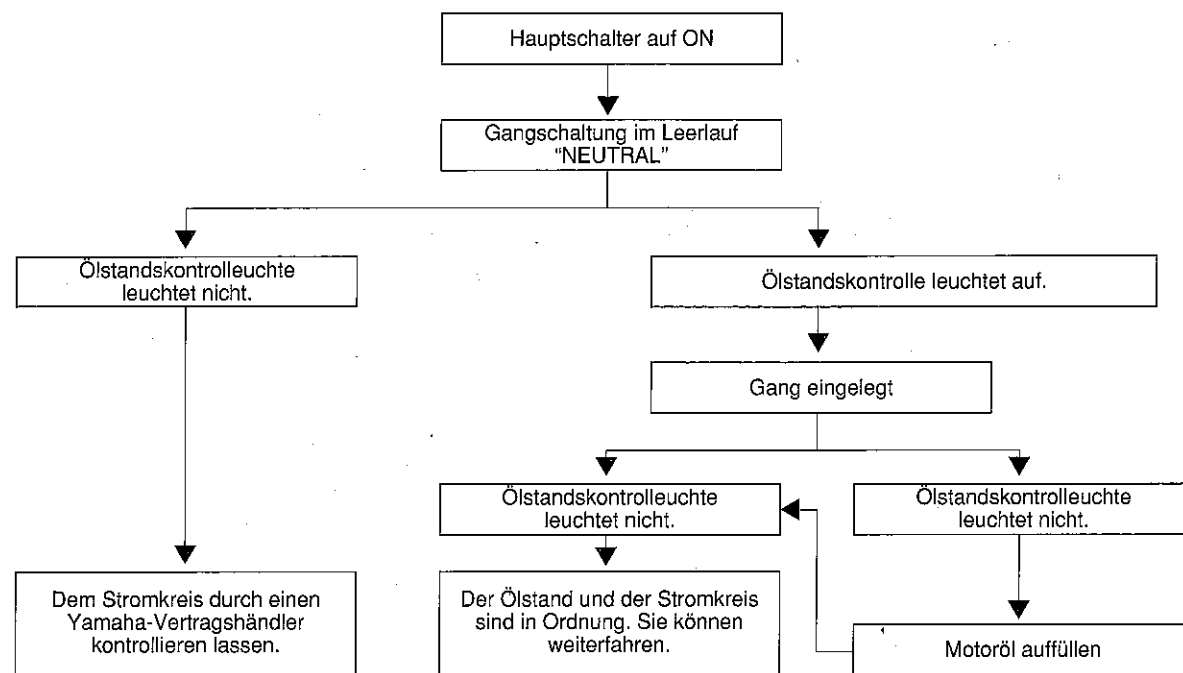 Hauptschalter auf ON
Gangschaltung im Leerlauf
“NEUTRAL”
Ölstandskontrolleuchte
leuchtet nicht.
Ölstandskontrolle leuchtet auf.
Gang eingelegt
Ölstandskontrolleuchte
leuchtet nicht.
Ölstandskontrolleuchte
leuchtet nicht.
Dem Stromkreis durch einen
Yamaha-Vertragshändler
kontrollieren lassen.
Der Ölstand und der Stromkreis
sind in Ordnung. Sie können
weiterfahren.
Motoröl auffüllen